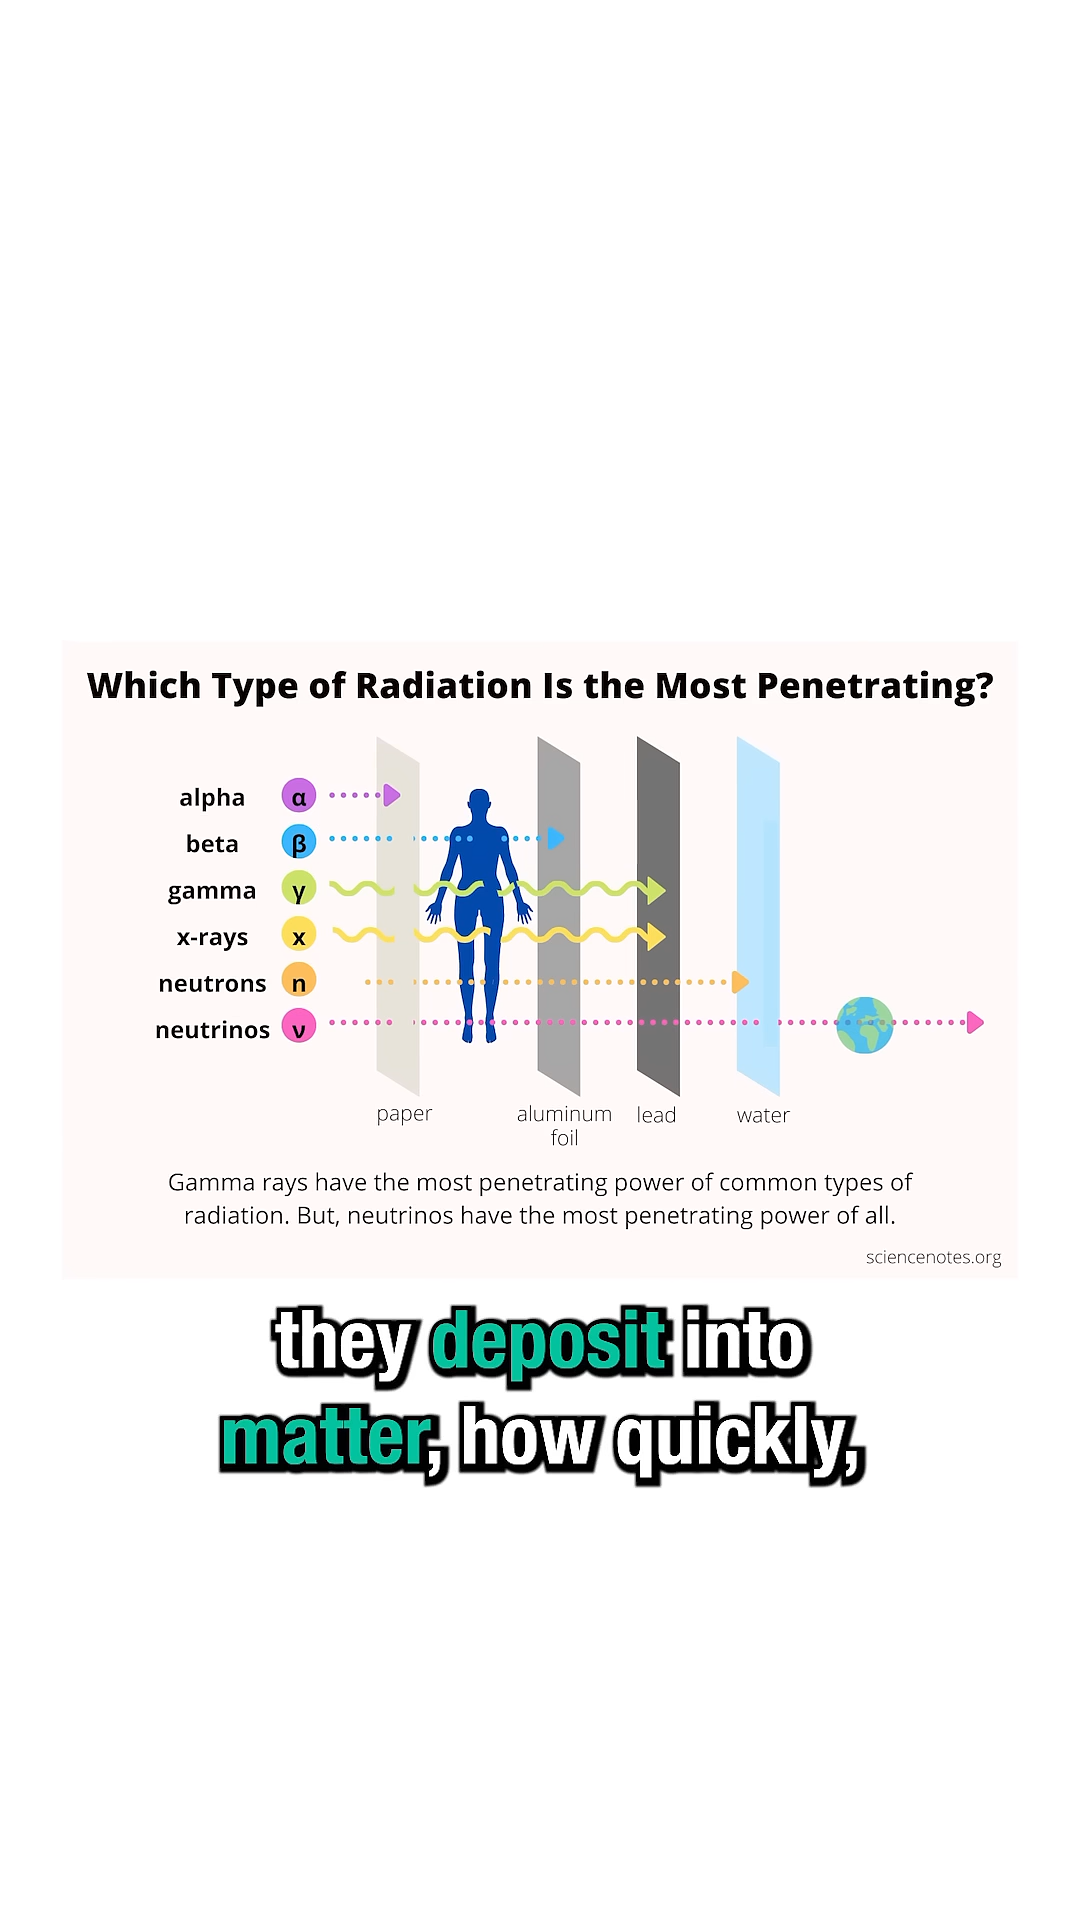 Which Type of Radiation Is the Most Penetrating?
alpha α
beta β
gamma γ
x-rays x
neutrons n
neutrinos ν
paper
aluminum
foil
lead
water
Gamma rays have the most penetrating power of common types of
radiation. But, neutrinos have the most penetrating power of all.
sciencenotes.org
they deposit into
matter, how quickly,